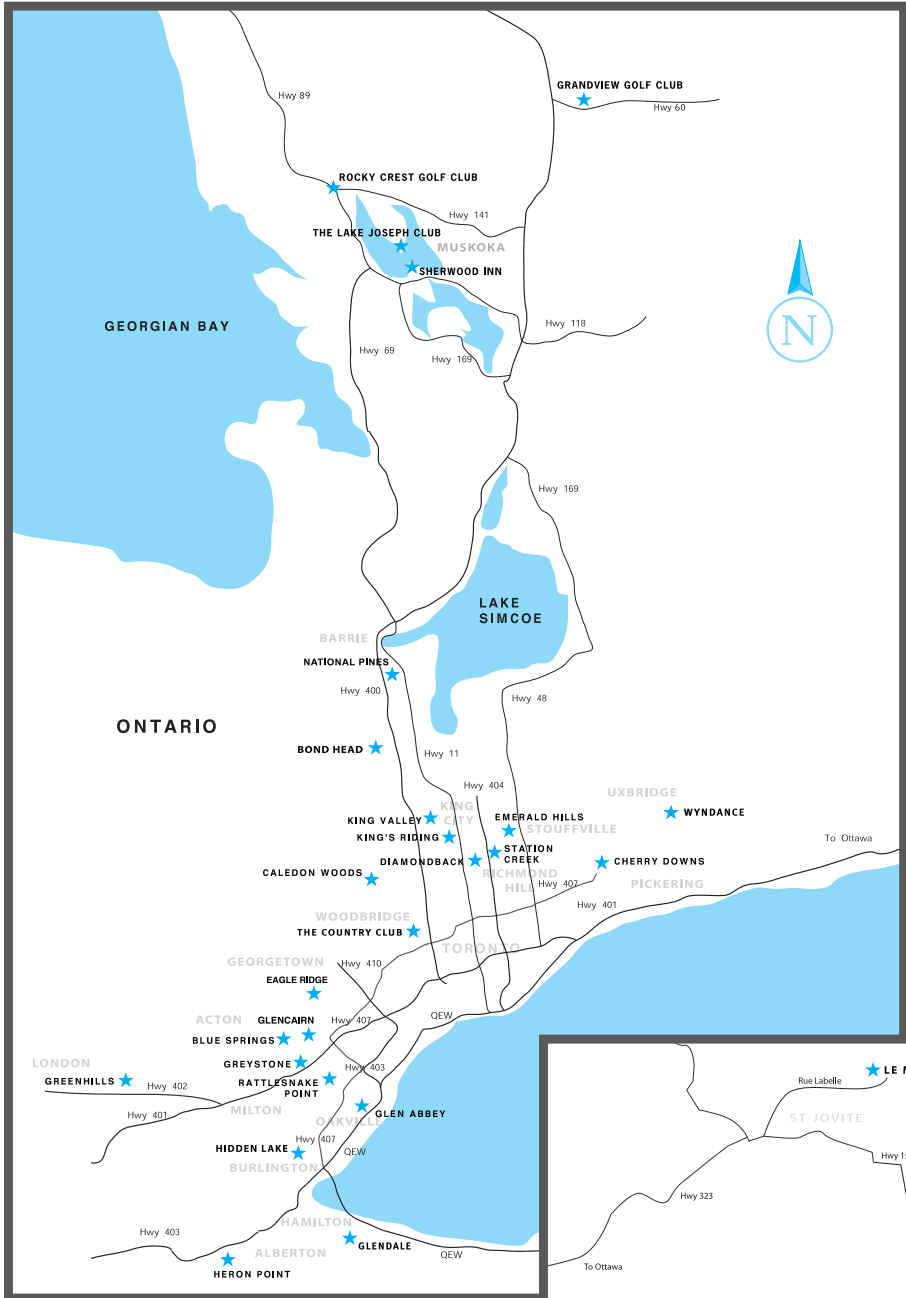 GRANDVIEW GOLF CLUB
Hwy 89
Hwy 60
ROCKY CREST GOLF CLUB
Hwy 141
THE LAKE JOSEPH CLUB
MUSKOKA
SHERWOOD INN
GEORGIAN BAY
N
Hwy 118
Hwy 69
Hwy 169
Hwy 169
LAKE
SIMCOE
BARRIE
NATIONAL PINES
Hwy 400
Hwy 48
ONTARIO
BOND HEAD
Hwy 11
Hwy 404
UXBRIDGE
KING
CITY
WYNDANCE
KING VALLEY
EMERALD HILLS
STOUFFVILLE
KING'S RIDING
To Ottawa
STATION
CREEK
DIAMONDBACK
CHERRY DOWNS
CALEDON WOODS
RICHMOND
HILL
Hwy 407
PICKERING
Hwy 401
WOODBRIDGE
THE COUNTRY CLUB
TORONTO
GEORGETOWN
Hwy 410
EAGLE RIDGE
QEW
ACTON
GLENCAIRN
Hwy 407
BLUE SPRINGS
LONDON
GREYSTONE
Hwy 403
GREENHILLS
Hwy 402
RATTLESNAKE
POINT
MILTON
Hwy 401
OAKVILLE
GLEN ABBEY
HIDDEN LAKE
Hwy 407
QEW
BURLINGTON
HAMILTON
Hwy 403
ALBERTON
GLENDALE
QEW
HERON POINT
LE
Rue Labelle
ST-JOVITE
Hwy
Hwy 323
To Ottawa